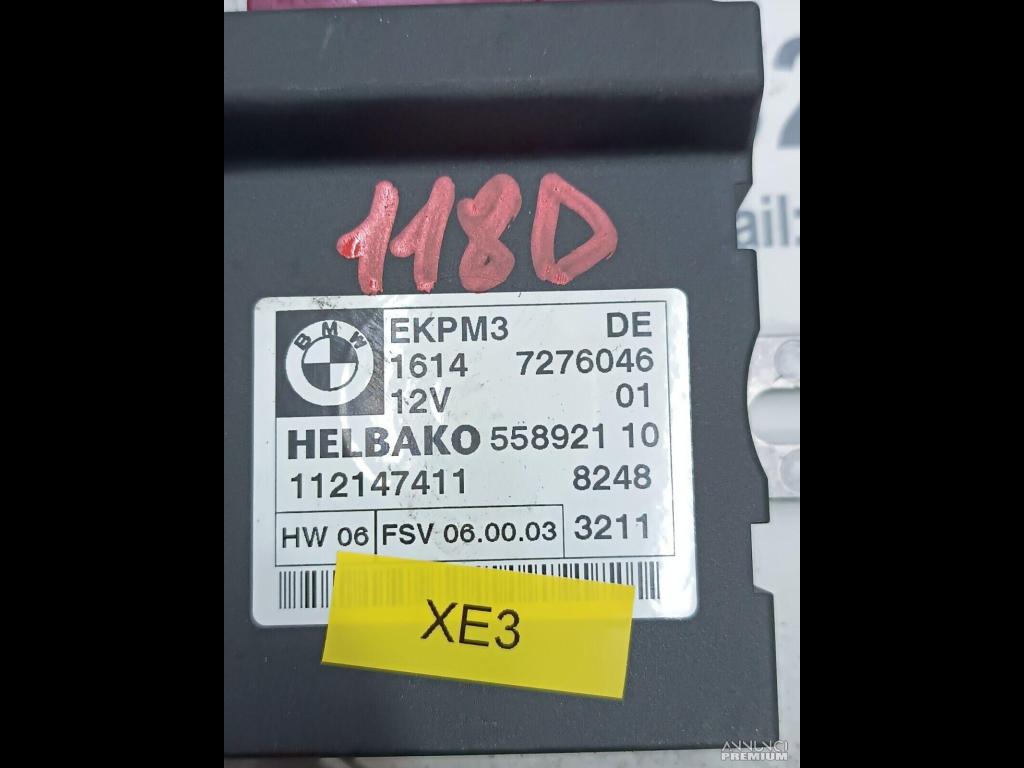 118D
BMW
EKPM3 DE
1614 7276046
12V 01
HELBAKO 558921 10
112147411 8248
HW 06 FSV 06.00.03 3211
XE3
ailz
ANNUNCI
PREMIUM